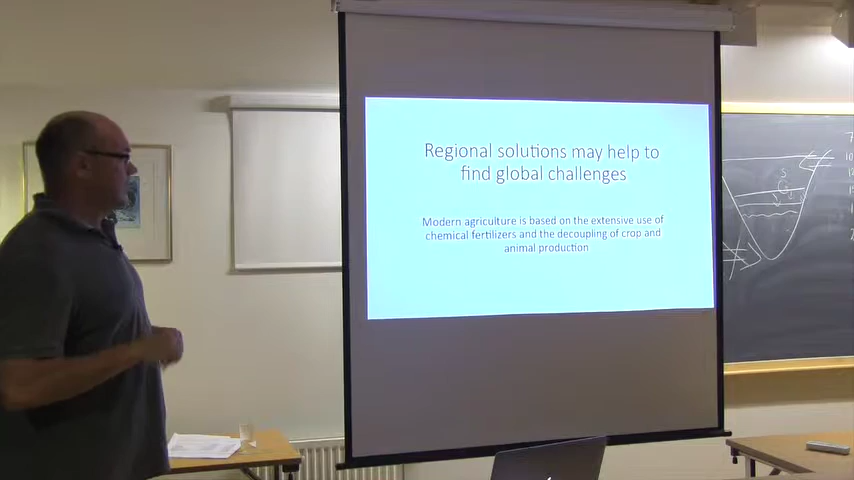 Regional solutions may help to
find global challenges
Modern agriculture is based on the extensive use of
chemical fertilizers and the decoupling of crop and
animal production
S